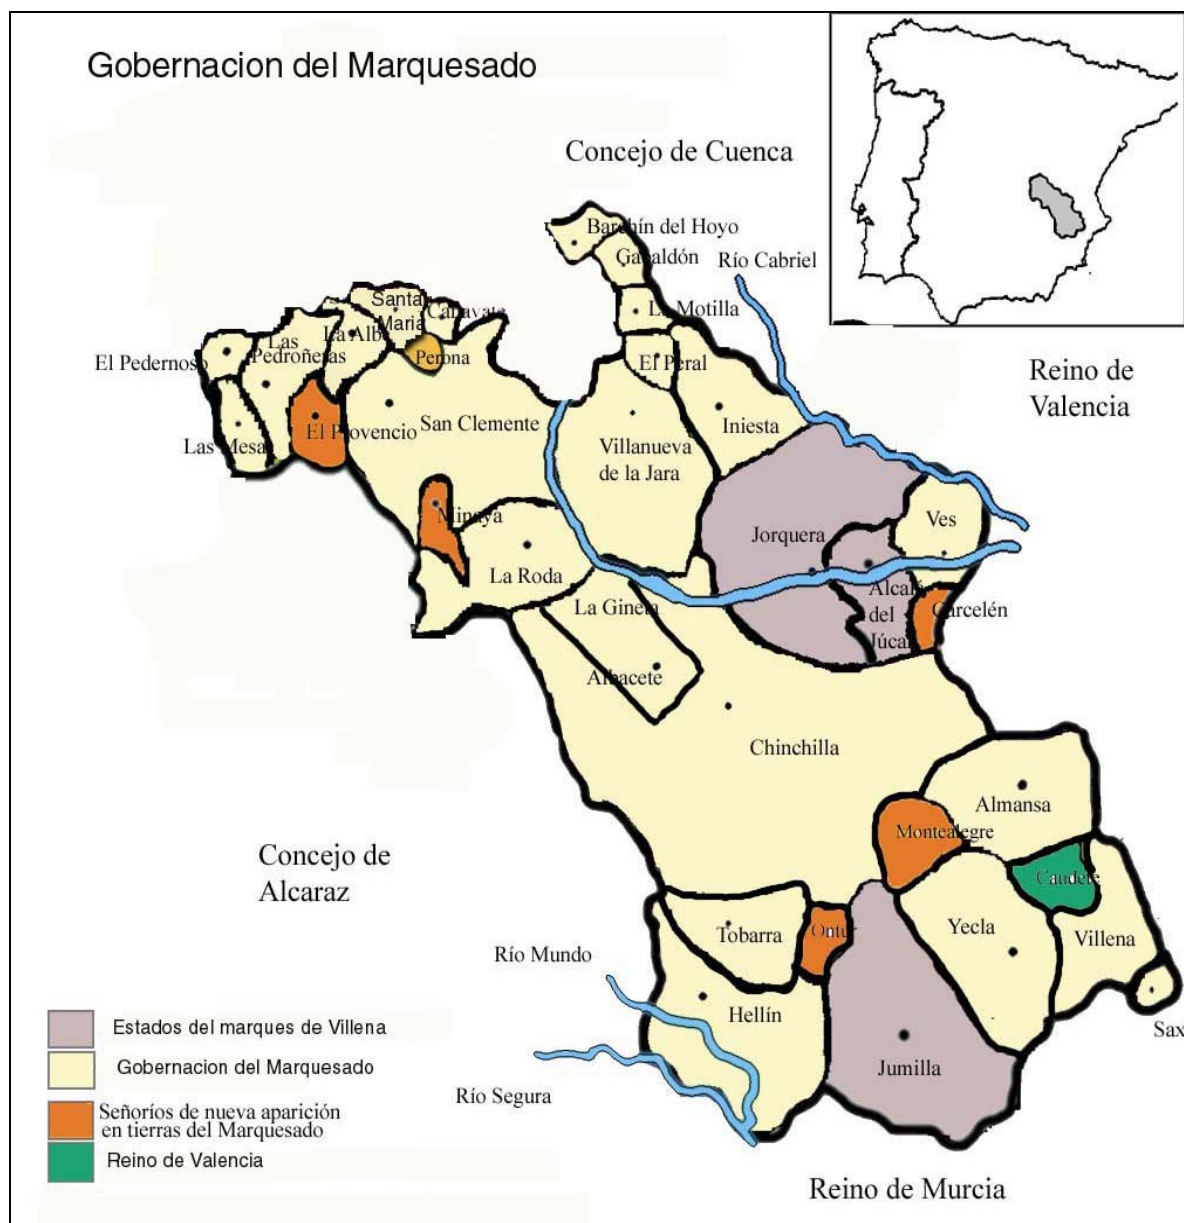 Gobernacion del Marquesado
Concejo de Cuenca
Barchín del Hoyo
Gabaldón
Río Cabriel
La Motilla
Santa
Maria
Cañavate
La Albe
Las
Pedroñeras
El Pedernoso
Perona
El Peral
Reino de
Valencia
Las Mesas
El Provencio
San Clemente
Villanueva
de la Jara
Iniesta
Minaya
Jorquera
Ves
La Roda
La Gineta
Alcalá
del
Júcar
Carcelén
Albacete
Chinchilla
Almansa
Montealegre
Caudete
Concejo de
Alcaraz
Tobarra
Ontur
Yecla
Villena
Río Mundo
Hellín
Sax
Jumilla
Río Segura
Reino de Murcia
Estados del marques de Villena
Gobernacion del Marquesado
Señoríos de nueva aparición
en tierras del Marquesado
Reino de Valencia